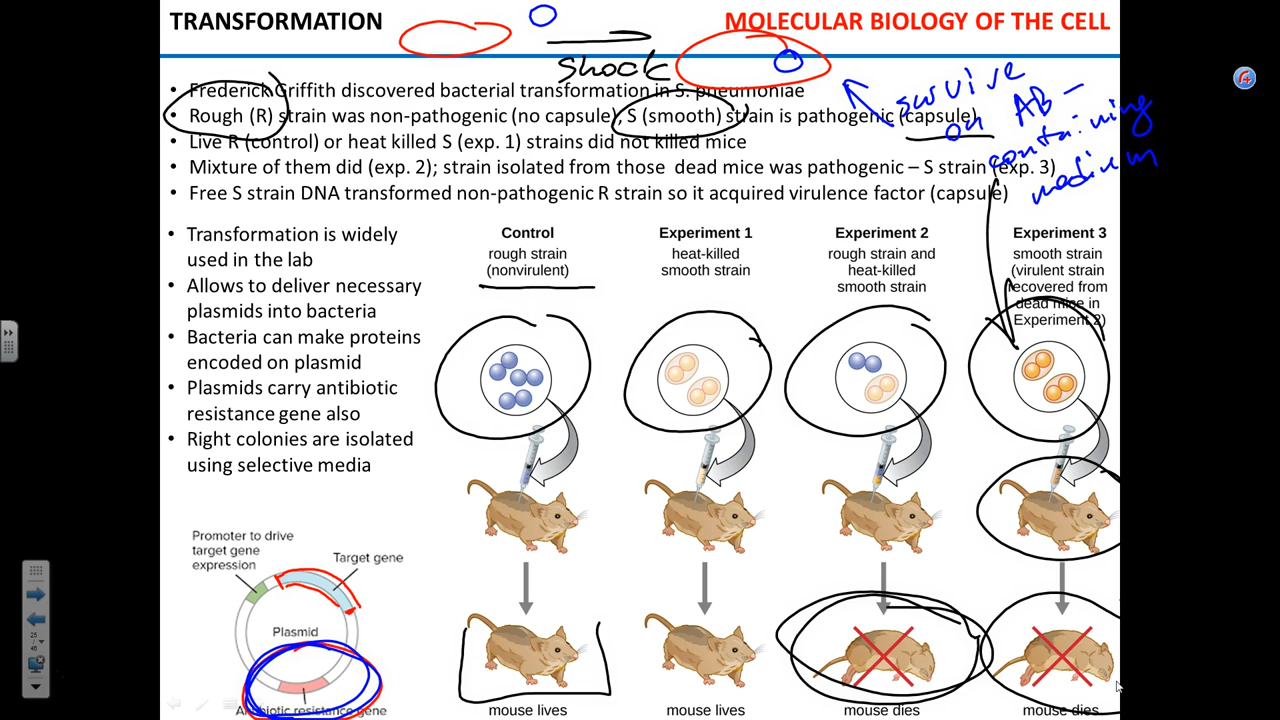 TRANSFORMATION
MOLECULAR BIOLOGY OF THE CELL
Shock
survive
on AB-
containing
medium
• Frederick Griffith discovered bacterial transformation in S. pneumoniae
• Rough (R) strain was non-pathogenic (no capsule), S (smooth) strain is pathogenic (capsule)
• Live R (control) or heat killed S (exp. 1) strains did not killed mice
• Mixture of them did (exp. 2); strain isolated from those dead mice was pathogenic – S strain (exp. 3)
• Free S strain DNA transformed non-pathogenic R strain so it acquired virulence factor (capsule)
• Transformation is widely
used in the lab
• Allows to deliver necessary
plasmids into bacteria
• Bacteria can make proteins
encoded on plasmid
• Plasmids carry antibiotic
resistance gene also
• Right colonies are isolated
using selective media
Promoter to drive
target gene
expression
Target gene
Plasmid
Antibiotic resistance gene
Control
rough strain
(nonvirulent)
mouse lives
Experiment 1
heat-killed
smooth strain
mouse lives
Experiment 2
rough strain and
heat-killed
smooth strain
mouse dies
Experiment 3
smooth strain
(virulent strain
recovered from
dead mice in
Experiment 2)
mouse dies
25
/
46